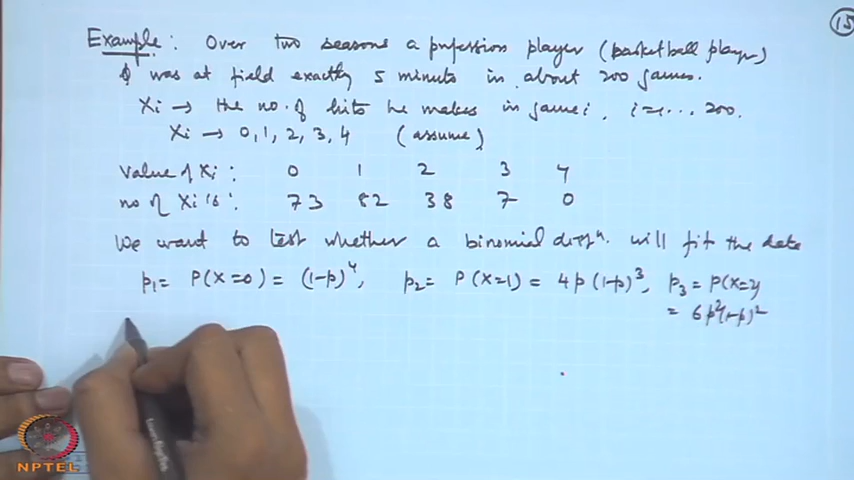 15
Example: Over two seasons a profession player (basketball player)
was at field exactly 5 minute in about 200 games.
Xi → the no. of hits he makes in game i, i=1,... 200.
Xi → 0, 1, 2, 3, 4 (assume)
Value of Xi : 0 1 2 3 4
no of Xi's : 73 82 38 7 0
We want to test whether a binomial distⁿ. will fit the data
p₁ = P(X=0) = (1-p)⁴, p₂ = P(X=1) = 4p(1-p)³, p₃ = P(X=2)
= 6p²(1-p)²
NPTEL